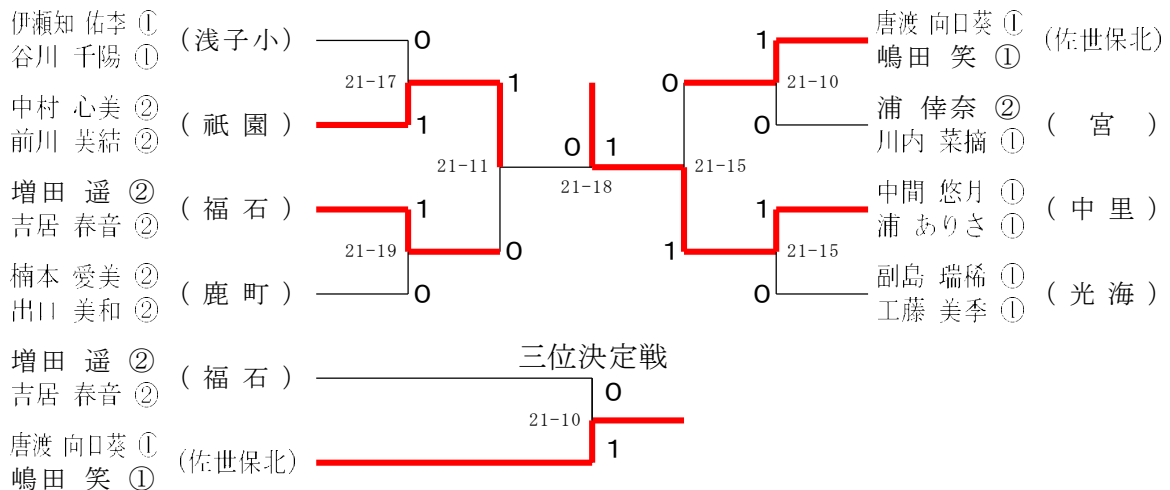 伊瀬知 佑李 ①
谷川 千陽 ①
(浅子小)
0
21-17
1
中村 心美 ②
前川 芙結 ②
(祇園)
1
21-11
増田 遥 ②
吉居 春音 ②
(福石)
1
21-19
0
楠本 愛美 ②
出口 美和 ②
(鹿町)
0
0
1
21-18
唐渡 向日葵 ①
嶋田 笑 ①
(佐世保北)
1
0
21-10
浦 倖奈 ②
川内 菜摘 ①
(宮)
0
21-15
中間 悠月 ①
浦 ありさ ①
(中里)
1
1
21-15
副島 瑞稀 ①
工藤 美季 ①
(光海)
0
三位決定戦
増田 遥 ②
吉居 春音 ②
(福石)
0
21-10
1
唐渡 向日葵 ①
嶋田 笑 ①
(佐世保北)